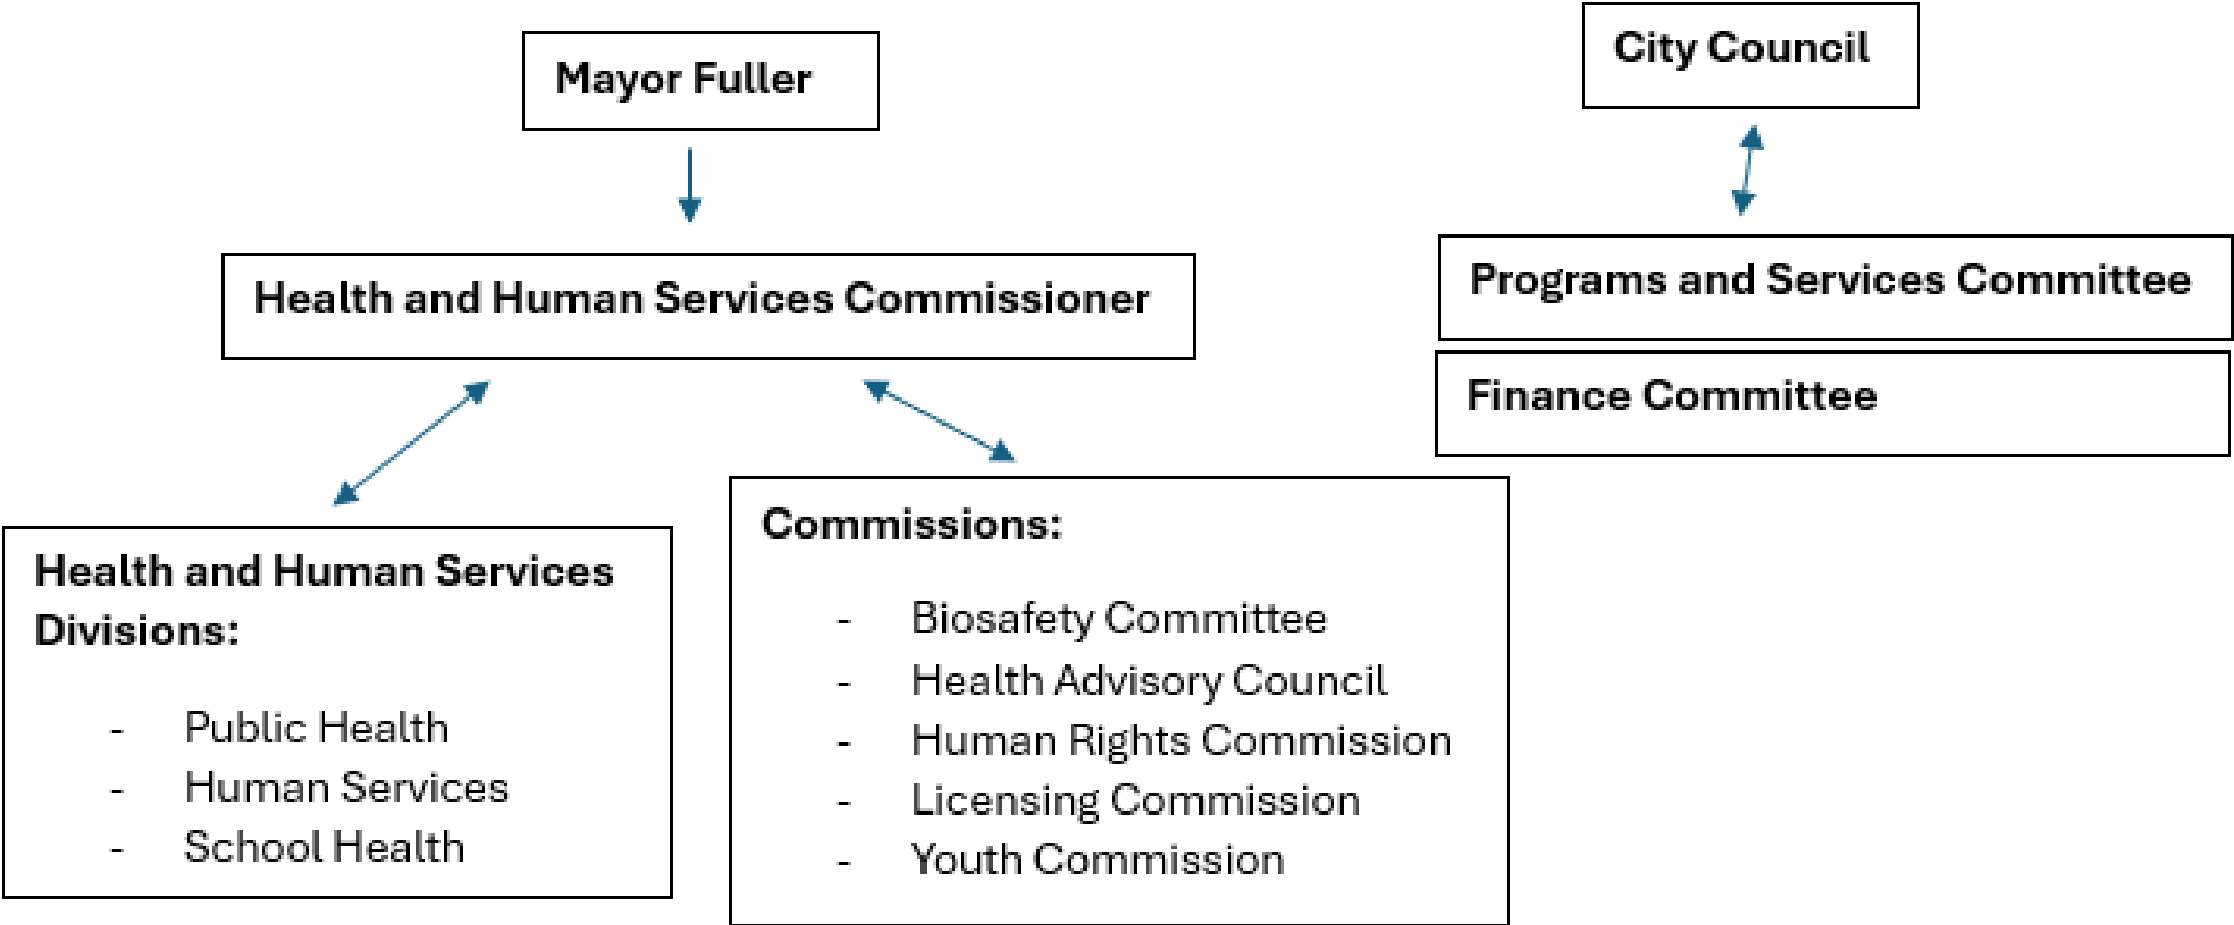 Mayor Fuller
City Council
Health and Human Services Commissioner
Programs and Services Committee
Finance Committee
Health and Human Services
Divisions:
- Public Health
- Human Services
- School Health
Commissions:
- Biosafety Committee
- Health Advisory Council
- Human Rights Commission
- Licensing Commission
- Youth Commission